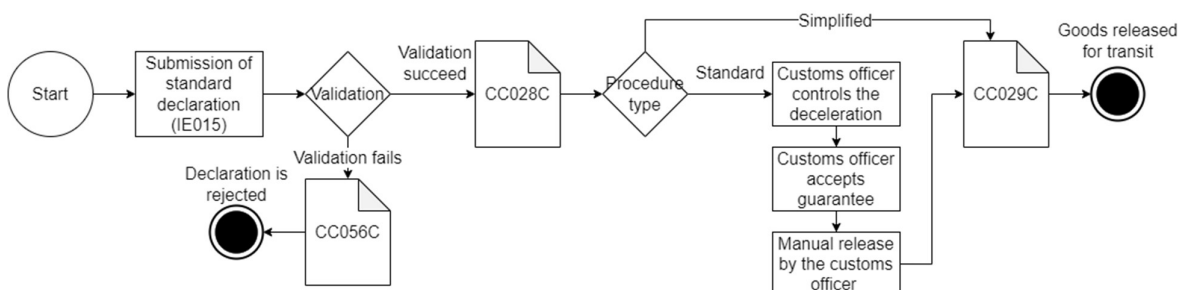 Start
Submission of
standard
declaration
(IE015)
Validation
Validation
succeed
CC028C
Procedure
type
Simplified
Standard
Customs officer
controls the
deceleration
Customs officer
accepts
guarantee
Manual release
by the customs
officer
CC029C
Goods released
for transit
Validation fails
CC056C
Declaration is
rejected